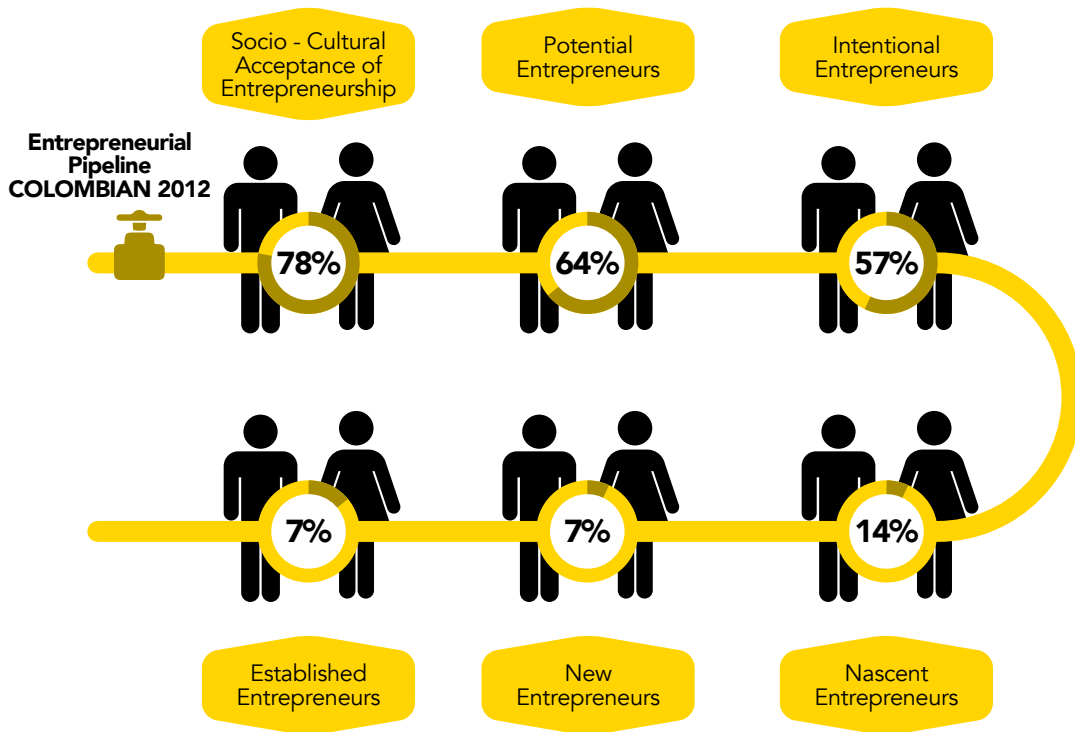 Socio - Cultural
Acceptance of
Entrepreneurship
Potential
Entrepreneurs
Intentional
Entrepreneurs
Entrepreneurial
Pipeline
COLOMBIAN 2012
78%
64%
57%
7%
7%
14%
Established
Entrepreneurs
New
Entrepreneurs
Nascent
Entrepreneurs